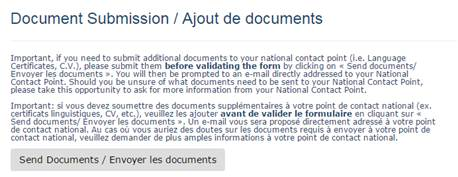 Document Submission / Ajout de documents
Important, if you need to submit additional documents to your national contact point (i.e. Language
Certificates, C.V.), please submit them before validating the form by clicking on « Send documents/
Envoyer les documents ». You will then be prompted to an e-mail directly addressed to your National
Contact Point. Should you be unsure of what documents need to be sent to your National Contact Point,
please take this opportunity to ask for more information from your National Contact Point.
Important: si vous devez soumettre des documents supplémentaires à votre point de contact national (ex.
certificats linguistiques, CV, etc.), veuillez les ajouter avant de valider le formulaire en cliquant sur «
Send documents/ Envoyer les documents ». Un e-mail vous sera proposé directement adressé à votre point
de contact national. Au cas où vous auriez des doutes sur les documents requis à envoyer à votre point de
contact national, veuillez demander de plus amples informations à votre point de contact national.
Send Documents / Envoyer les documents